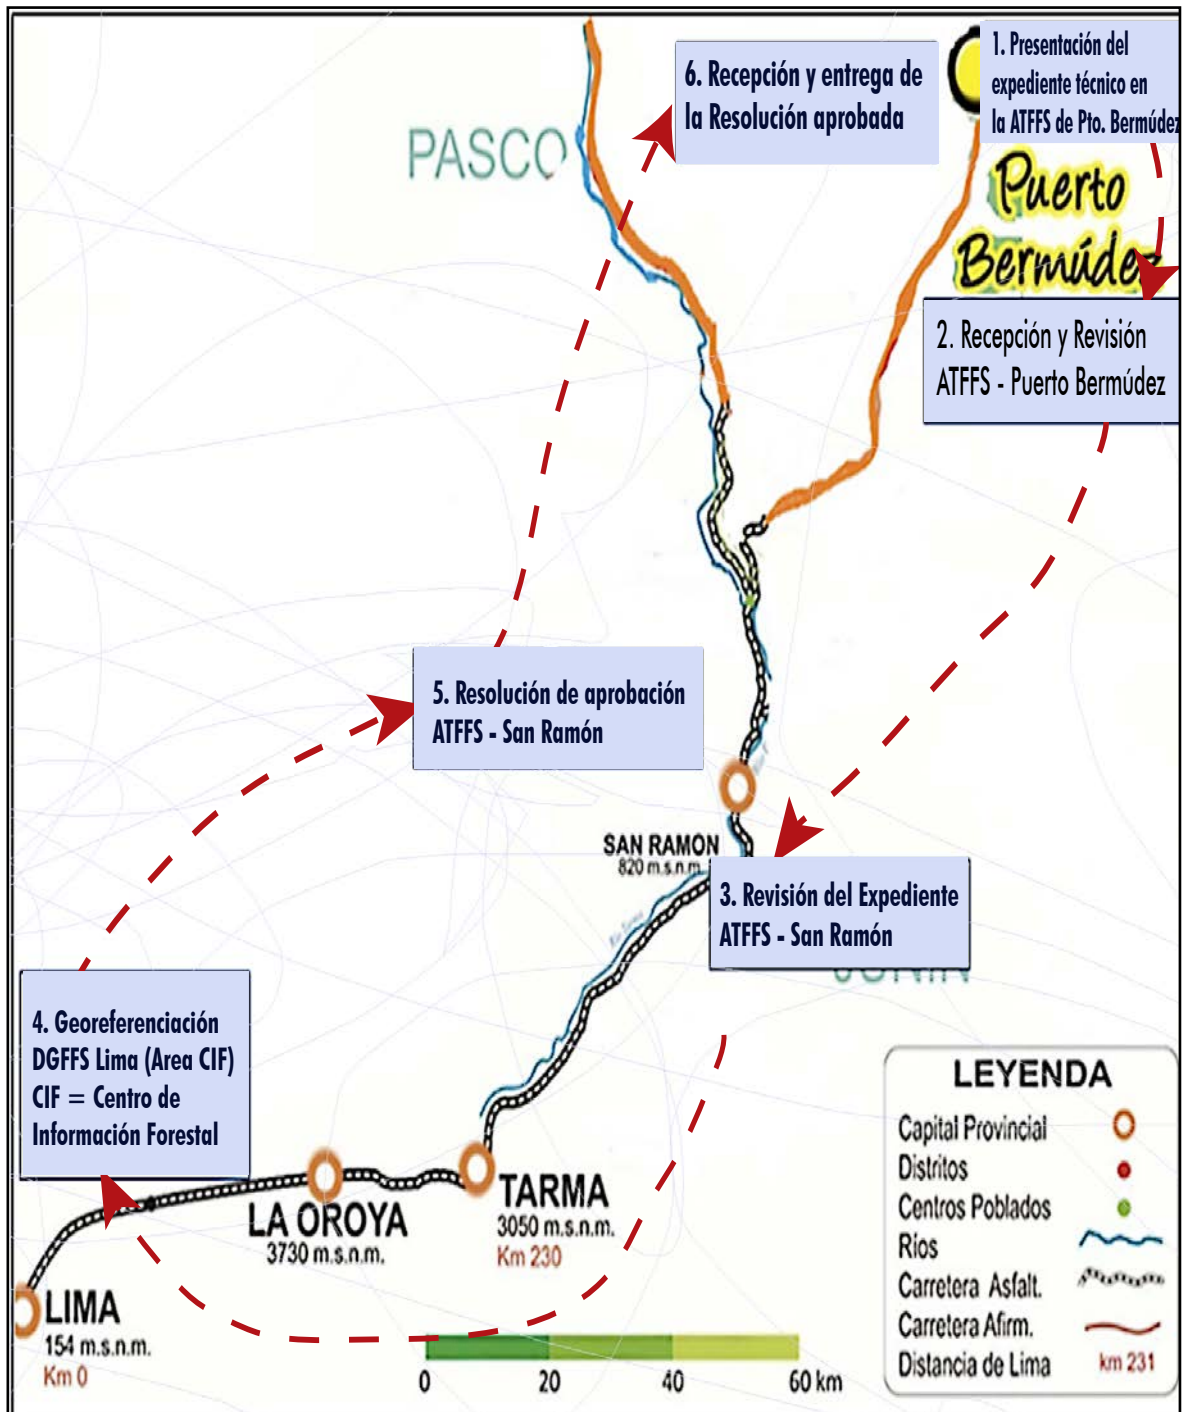 1. Presentación del
expediente técnico en
la ATFFS de Pto. Bermúdez
6. Recepción y entrega de
la Resolución aprobada
PASCO
Puerto
Bermúdez
2. Recepción y Revisión
ATFFS - Puerto Bermúdez
5. Resolución de aprobación
ATFFS - San Ramón
SAN RAMON
820 m.s.n.m.
3. Revisión del Expediente
ATFFS - San Ramón
JUNIN
4. Georeferenciación
DGFFS Lima (Area CIF)
CIF = Centro de
Información Forestal
LA OROYA
3730 m.s.n.m.
TARMA
3050 m.s.n.m.
Km 230
LIMA
154 m.s.n.m.
Km 0
0 20 40 60 km
LEYENDA
Capital Provincial
Distritos
Centros Poblados
Rios
Carretera Asfalt.
Carretera Afirm.
Distancia de Lima km 231